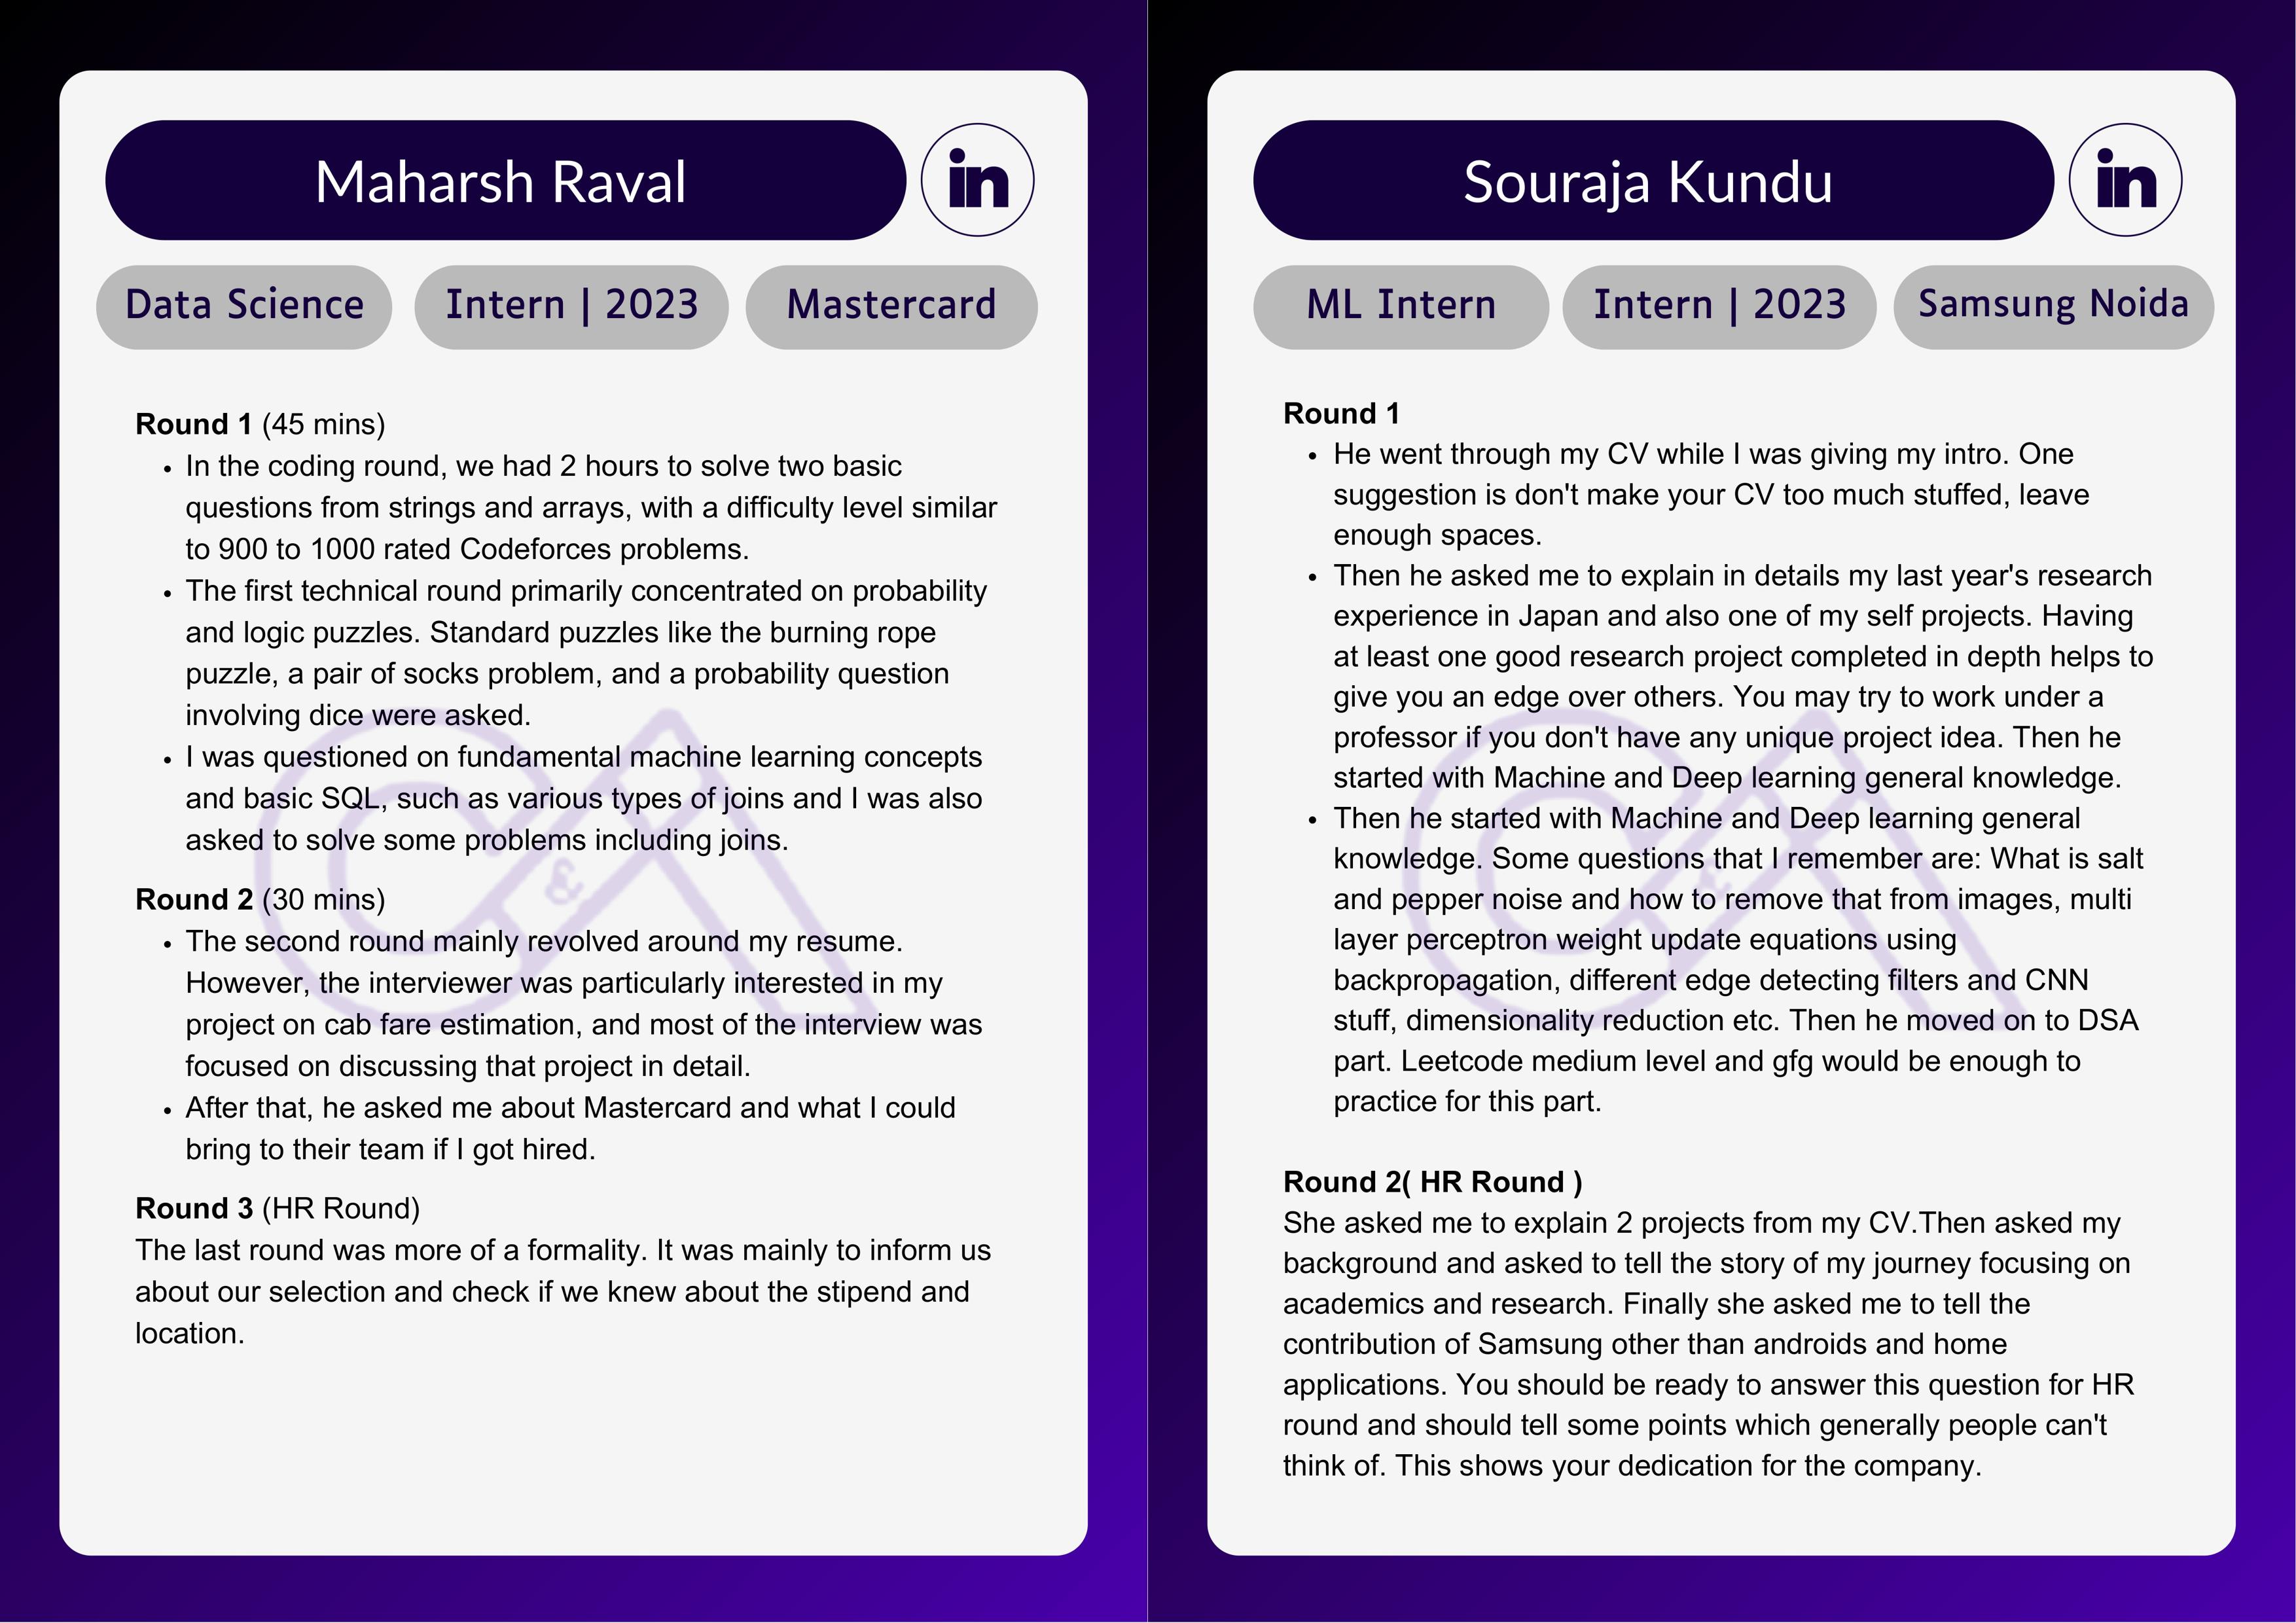 Maharsh Raval
in
Data Science
Intern | 2023
Mastercard
Round 1 (45 mins)
• In the coding round, we had 2 hours to solve two basic
questions from strings and arrays, with a difficulty level similar
to 900 to 1000 rated Codeforces problems.
• The first technical round primarily concentrated on probability
and logic puzzles. Standard puzzles like the burning rope
puzzle, a pair of socks problem, and a probability question
involving dice were asked.
• I was questioned on fundamental machine learning concepts
and basic SQL, such as various types of joins and I was also
asked to solve some problems including joins.
Round 2 (30 mins)
• The second round mainly revolved around my resume.
However, the interviewer was particularly interested in my
project on cab fare estimation, and most of the interview was
focused on discussing that project in detail.
• After that, he asked me about Mastercard and what I could
bring to their team if I got hired.
Round 3 (HR Round)
The last round was more of a formality. It was mainly to inform us
about our selection and check if we knew about the stipend and
location.
&
Souraja Kundu
in
ML Intern
Intern | 2023
Samsung Noida
Round 1
• He went through my CV while I was giving my intro. One
suggestion is don't make your CV too much stuffed, leave
enough spaces.
• Then he asked me to explain in details my last year's research
experience in Japan and also one of my self projects. Having
at least one good research project completed in depth helps to
give you an edge over others. You may try to work under a
professor if you don't have any unique project idea. Then he
started with Machine and Deep learning general knowledge.
• Then he started with Machine and Deep learning general
knowledge. Some questions that I remember are: What is salt
and pepper noise and how to remove that from images, multi
layer perceptron weight update equations using
backpropagation, different edge detecting filters and CNN
stuff, dimensionality reduction etc. Then he moved on to DSA
part. Leetcode medium level and gfg would be enough to
practice for this part.
Round 2( HR Round )
She asked me to explain 2 projects from my CV.Then asked my
background and asked to tell the story of my journey focusing on
academics and research. Finally she asked me to tell the
contribution of Samsung other than androids and home
applications. You should be ready to answer this question for HR
round and should tell some points which generally people can't
think of. This shows your dedication for the company.
&